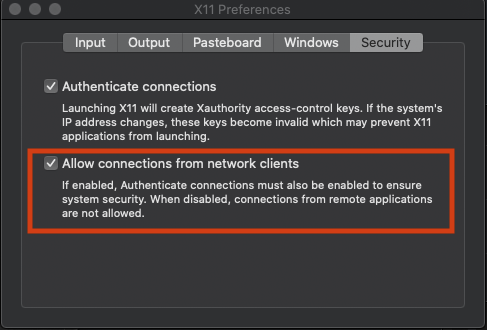 X11 Preferences
Input Output Pasteboard Windows Security
Authenticate connections
Launching X11 will create Xauthority access-control keys. If the system's
IP address changes, these keys become invalid which may prevent X11
applications from launching.
Allow connections from network clients
If enabled, Authenticate connections must also be enabled to ensure
system security. When disabled, connections from remote applications
are not allowed.